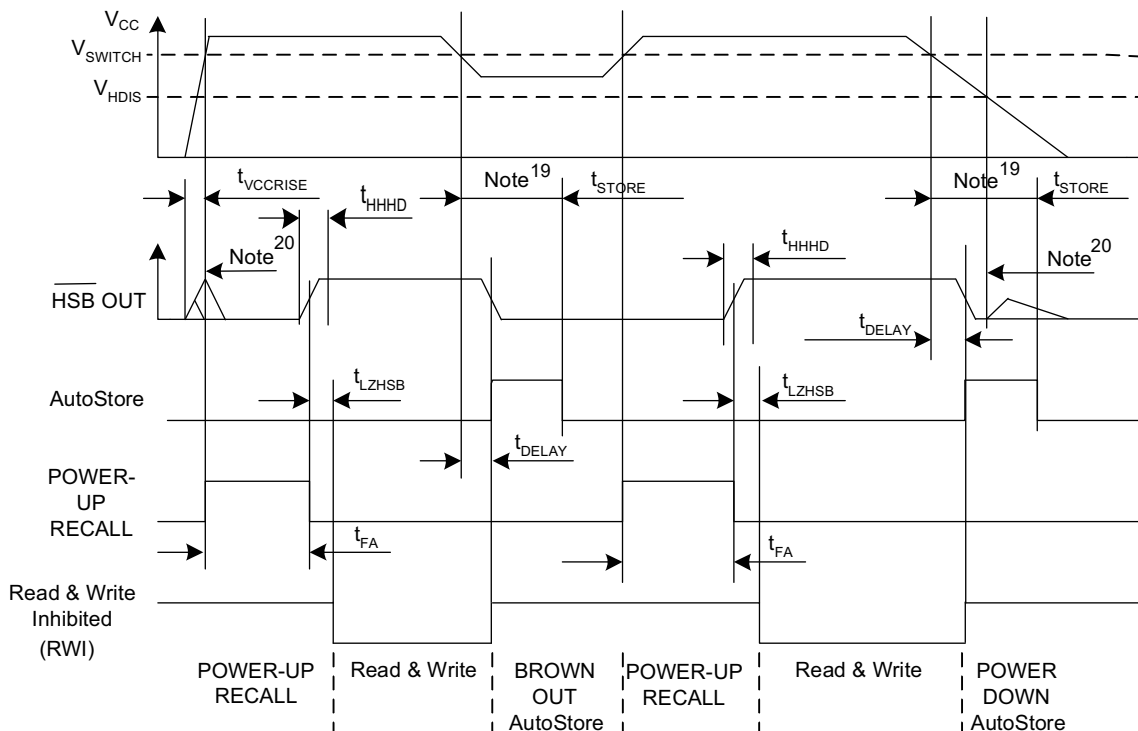 VCC
VSWITCH
VHDIS
tVCCRISE
Note19
tSTORE
Note19
tSTORE
tHHHD
Note20
tHHHD
Note20
HSB OUT
tDELAY
tLZHSB
tLZHSB
AutoStore
tDELAY
POWER-
UP
RECALL
tFA
tFA
Read & Write
Inhibited
(RWI)
POWER-UP
RECALL
Read & Write
BROWN
OUT
AutoStore
POWER-UP
RECALL
Read & Write
POWER
DOWN
AutoStore